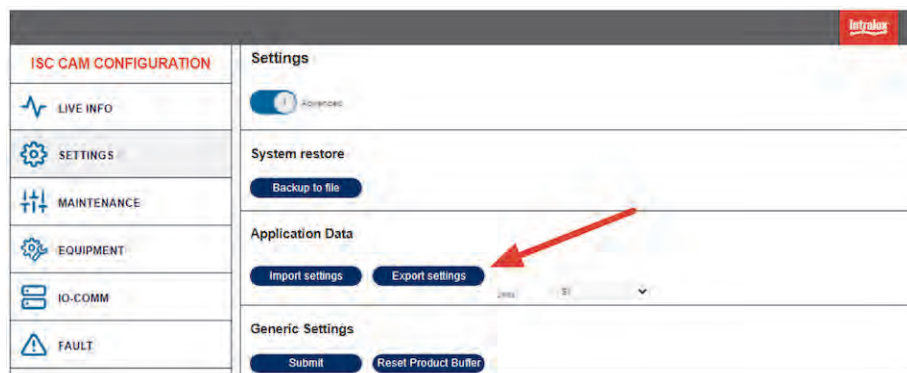 Intralox
ISC CAM CONFIGURATION
LIVE INFO
SETTINGS
MAINTENANCE
EQUIPMENT
IO-COMM
FAULT
Settings
Advanced
System restore
Backup to file
Application Data
Import settings Export settings
SI
Generic Settings
Submit Reset Product Buffer